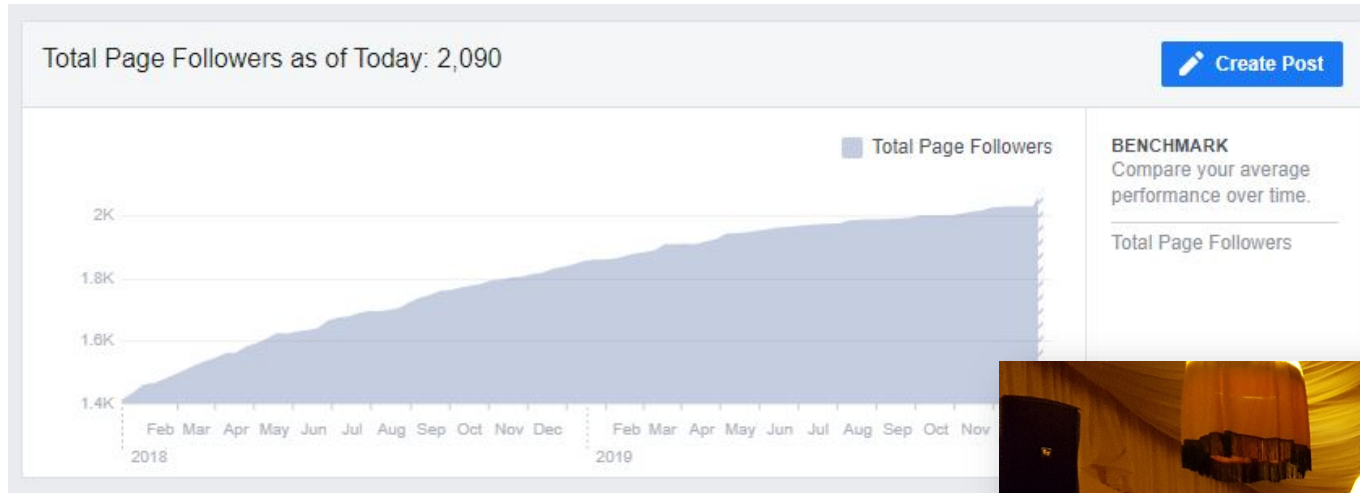 Total Page Followers as of Today: 2,090
Create Post
Total Page Followers
BENCHMARK
Compare your average
performance over time.
Total Page Followers
2K
1.8K
1.6K
1.4K
Feb Mar Apr May Jun Jul Aug Sep Oct Nov Dec Feb Mar Apr May Jun Jul Aug Sep Oct Nov
2018 2019